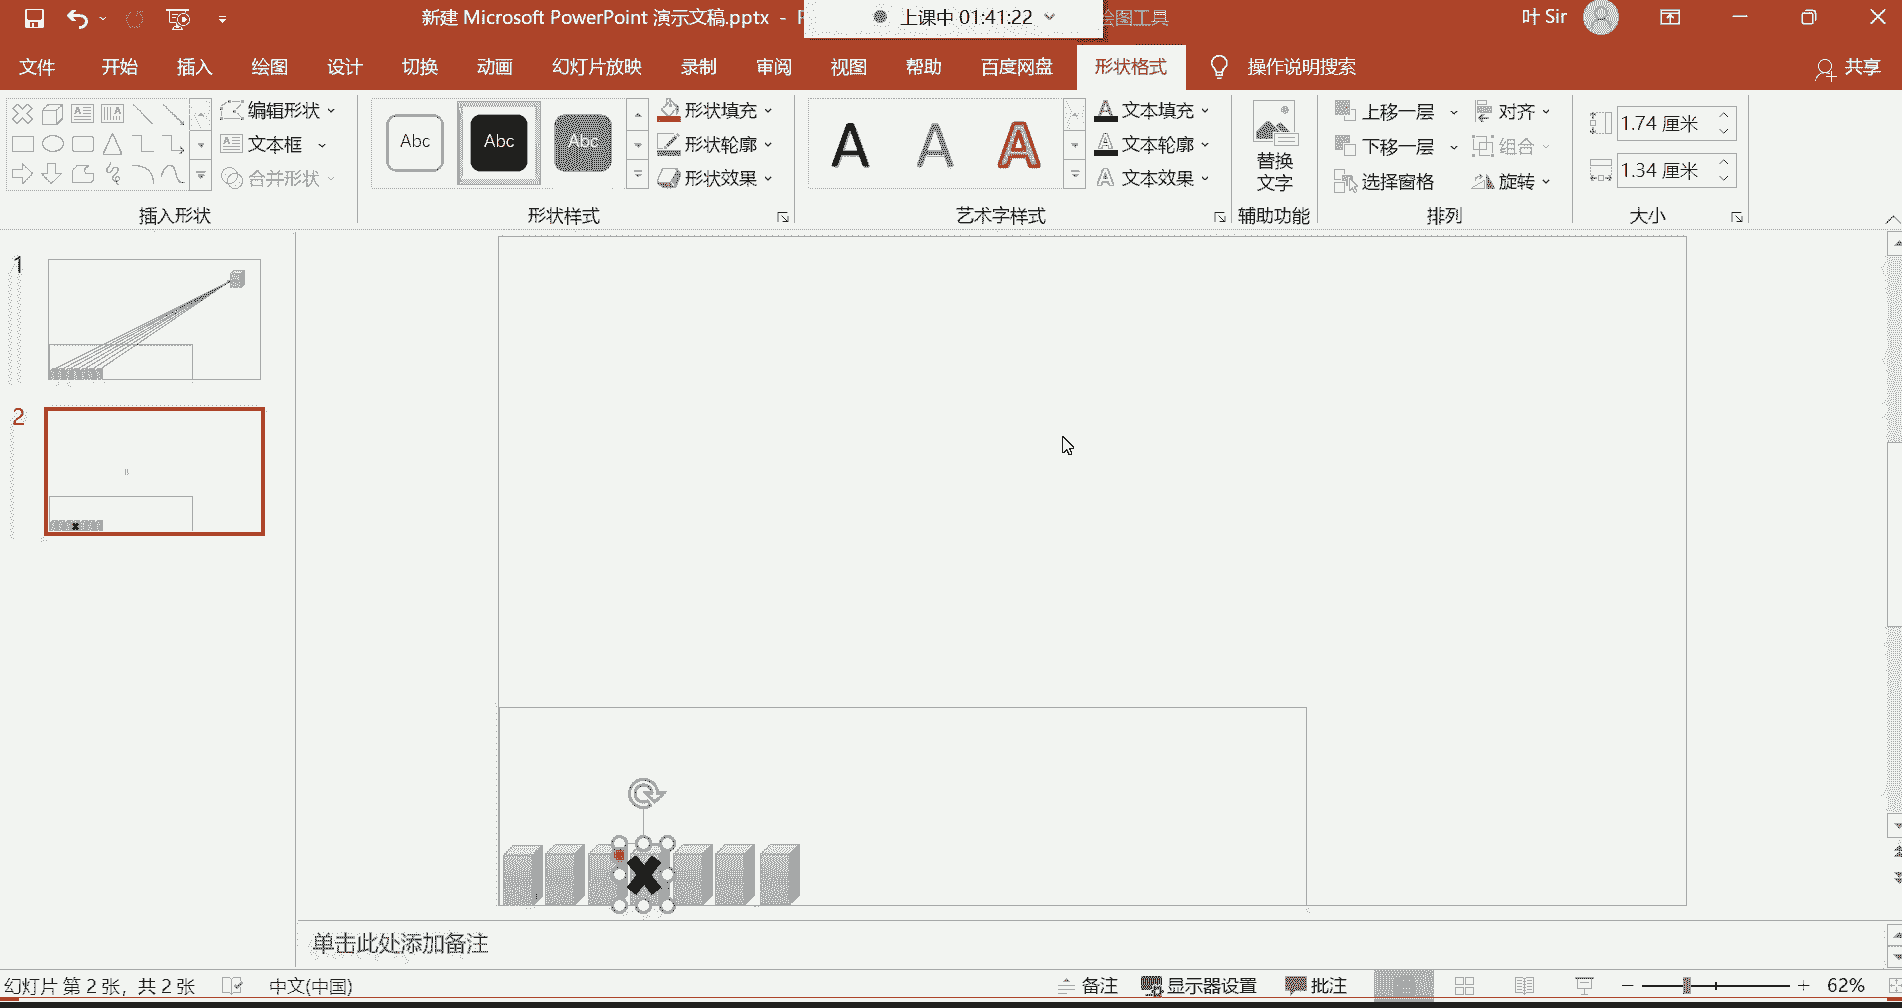 新建 Microsoft PowerPoint 演示文稿.pptx - P
上课中 01:41:22
绘图工具
叶 Sir
文件 开始 插入 绘图 设计 切换 动画 幻灯片放映 录制 审阅 视图 帮助 百度网盘 形状格式 操作说明搜索 共享
编辑形状
文本框
合并形状
插入形状
Abc Abc Abc
形状填充
形状轮廓
形状效果
形状样式
A A A
文本填充
文本轮廓
文本效果
艺术字样式
替换
文字
辅助功能
上移一层
下移一层
选择窗格
对齐
组合
旋转
排列
1.74 厘米
1.34 厘米
大小
1
2
单击此处添加备注
幻灯片 第 2 张，共 2 张 中文(中国) 备注 显示器设置 批注 62%